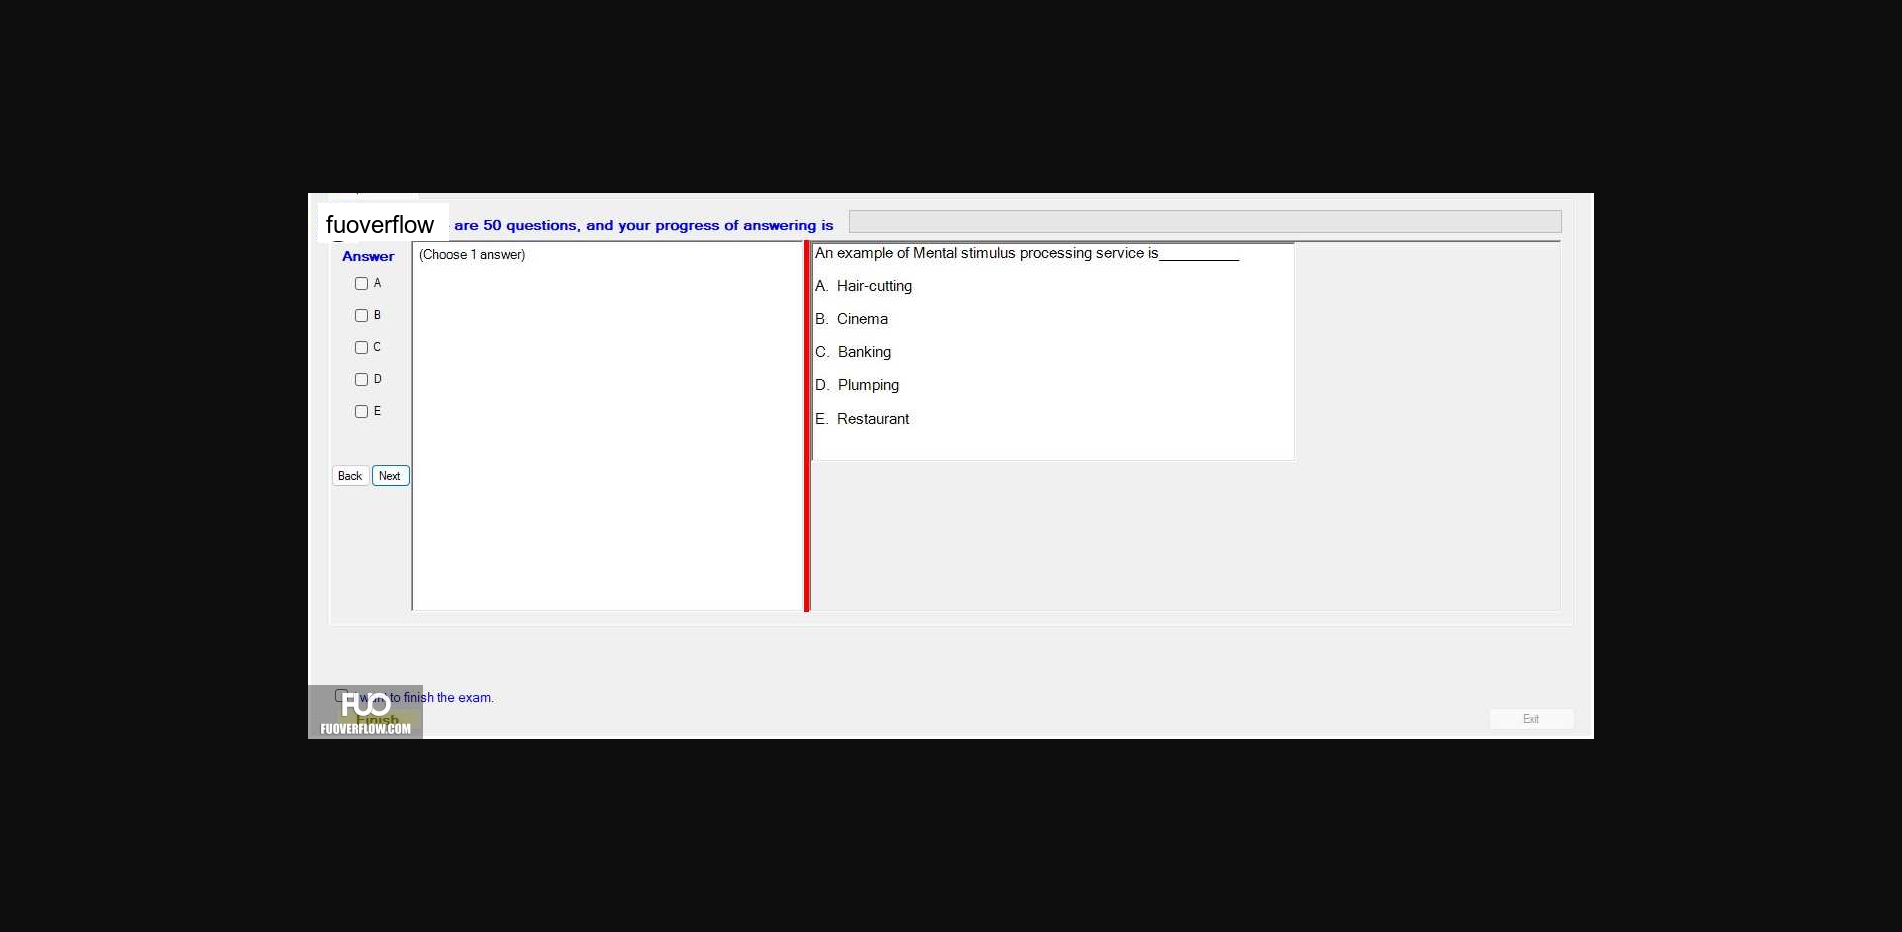 fuoverflow are 50 questions, and your progress of answering is
Answer
(Choose 1 answer)
A
B
C
D
E
Back Next
An example of Mental stimulus processing service is__________
A. Hair-cutting
B. Cinema
C. Banking
D. Plumping
E. Restaurant
I want to finish the exam.
Finish
FUO
FUOVERFLOW.COM
Exit